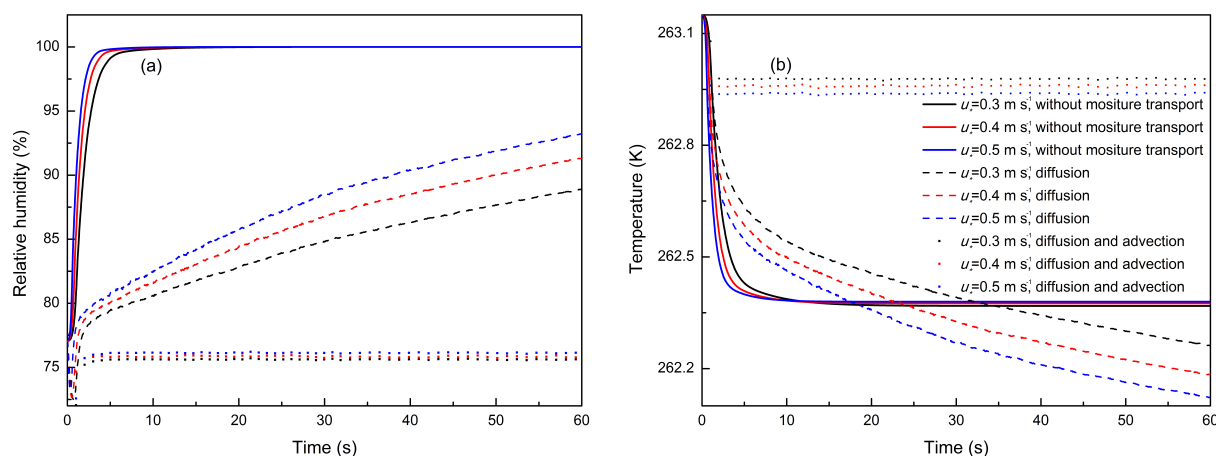 100
95
90
85
80
75
0
10
20
30
40
50
60
Relative humidity (%)
Time (s)
(a)
263.1
262.8
262.5
262.2
0
10
20
30
40
50
60
Temperature (K)
Time (s)
(b)
u*=0.3 m s-1, without mositure transport
u*=0.4 m s-1, without mositure transport
u*=0.5 m s-1, without mositure transport
u*=0.3 m s-1, diffusion
u*=0.4 m s-1, diffusion
u*=0.5 m s-1, diffusion
u*=0.3 m s-1, diffusion and advection
u*=0.4 m s-1, diffusion and advection
u*=0.5 m s-1, diffusion and advection